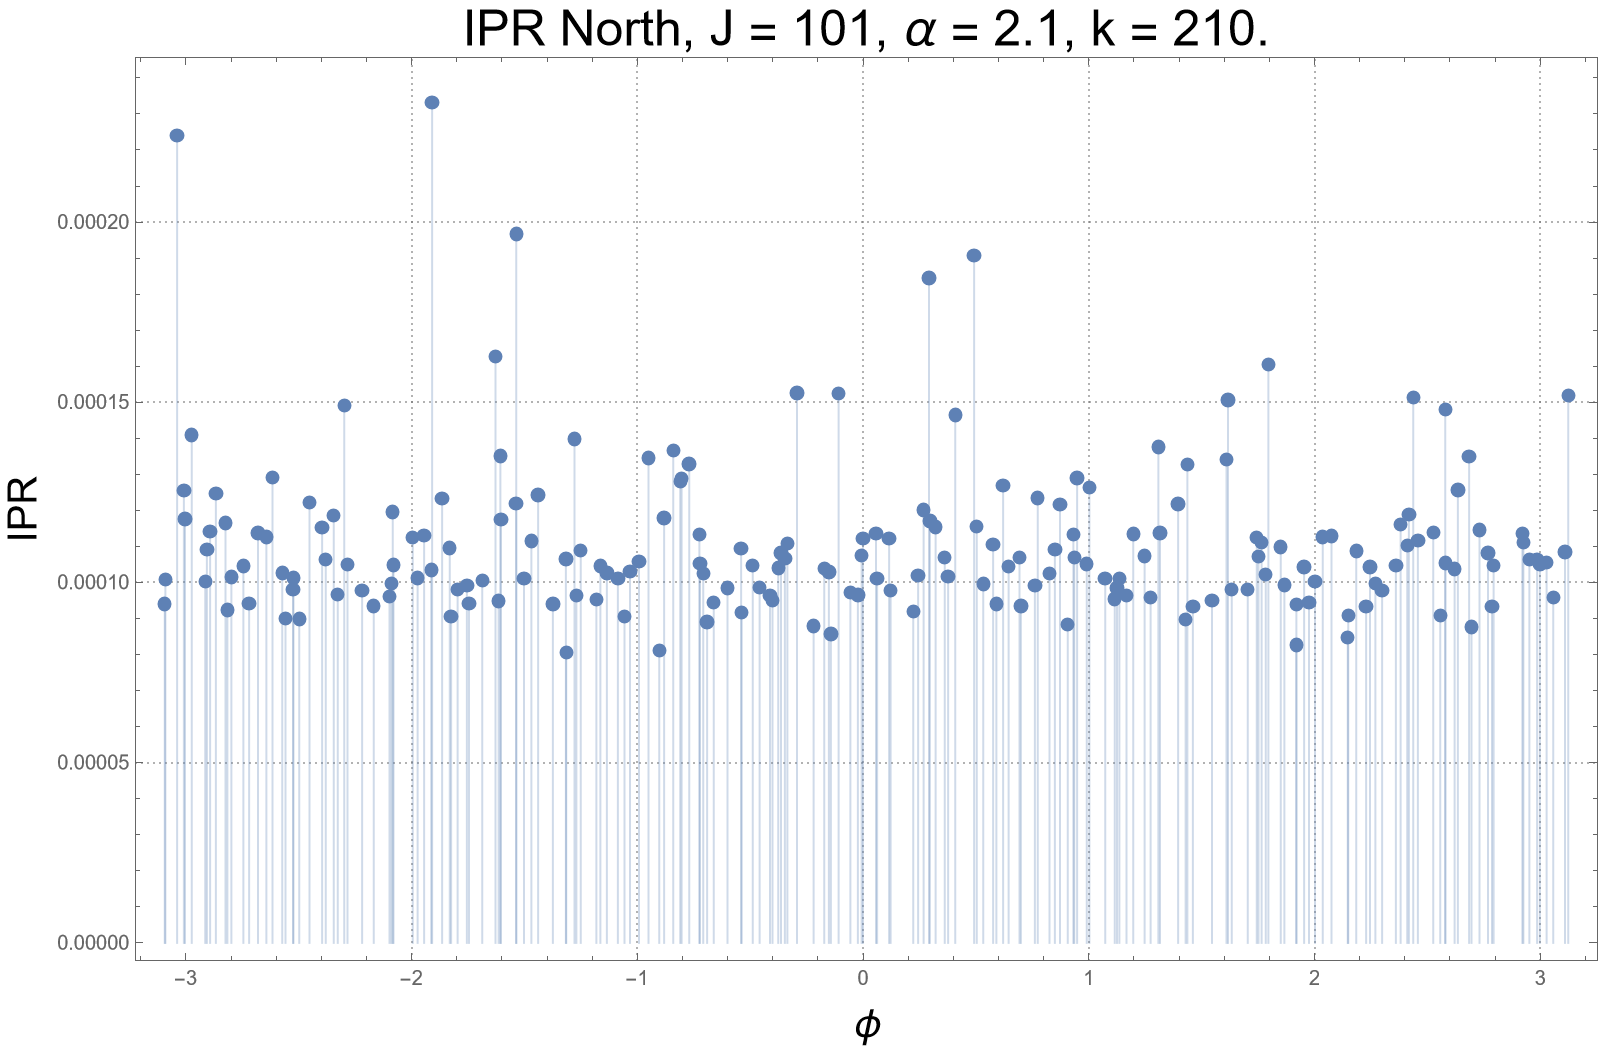 IPR North, J = 101, α = 2.1, k = 210.
IPR
0.00020
0.00015
0.00010
0.00005
0.00000
−3 −2 −1 0 1 2 3
ϕ